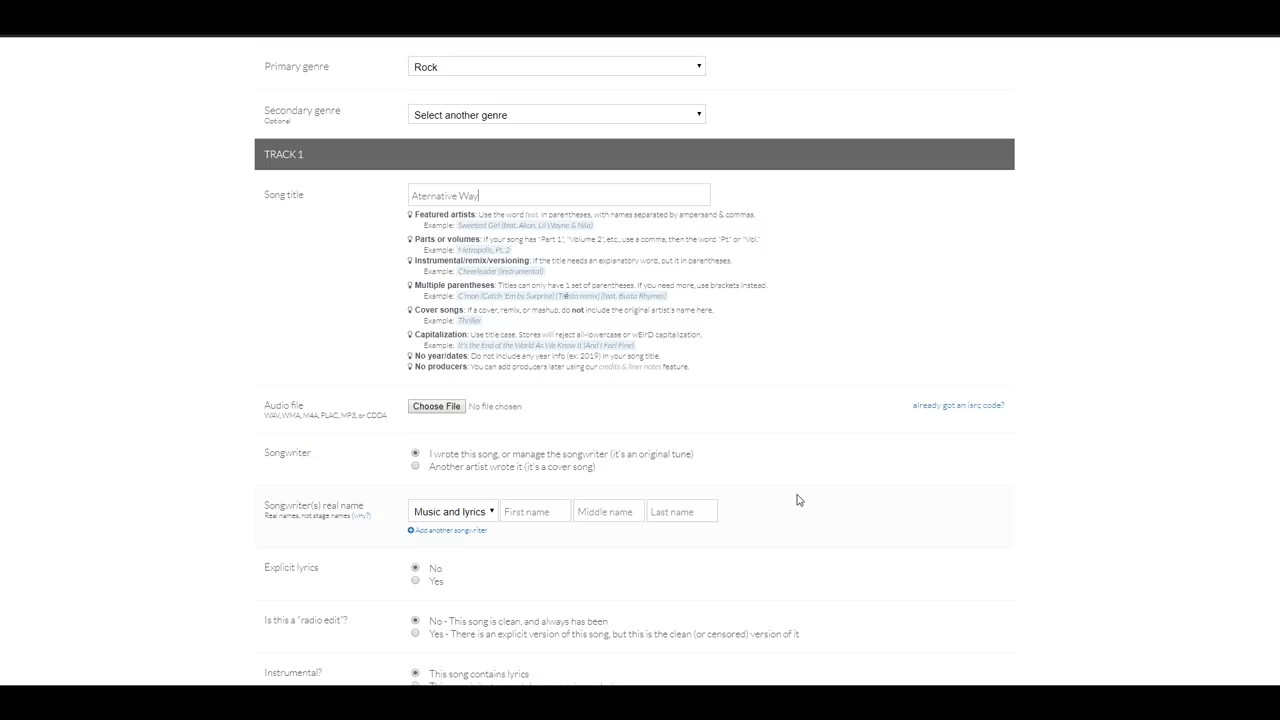 Primary genre
Rock
Secondary genre
Optional
Select another genre
TRACK 1
Song title
Aternative Way
Featured artists: Use the word feat. in parentheses, with names separated by ampersand & commas.
Example: Sweetest Girl (feat. Akon, Lil Wayne & Niia)
Parts or volumes: If your song has "Part 1", "Volume 2", etc., use a comma, then the word "Pt." or "Vol."
Example: Metropolis, Pt. 2
Instrumental/remix/versioning: If the title needs an explanatory word, put it in parentheses.
Example: Cheerleader (Instrumental)
Multiple parentheses: Titles can only have 1 set of parentheses. If you need more, use brackets instead.
Example: C'mon (Catch 'Em by Surprise) [Tiësto remix] [feat. Busta Rhymes]
Cover songs: If a cover, remix, or mashup, do not include the original artist's name here.
Example: Thriller
Capitalization: Use title case. Stores will reject all-lowercase or wEirD capitalization.
Example: It's the End of the World As We Know It (And I Feel Fine)
No year/dates: Do not include any year info (ex: 2019) in your song title.
No producers: You can add producers later using our credits & liner notes feature.
Audio file
WAV, WMA, M4A, FLAC, MP3, or CDDA
Choose File No file chosen
already got an isrc code?
Songwriter
I wrote this song, or manage the songwriter (it's an original tune)
Another artist wrote it (it's a cover song)
Songwriter(s) real name
Real names, not stage names (why?)
Music and lyrics First name Middle name Last name
Add another songwriter
Explicit lyrics
No
Yes
Is this a "radio edit"?
No - This song is clean, and always has been
Yes - There is an explicit version of this song, but this is the clean (or censored) version of it
Instrumental?
This song contains lyrics